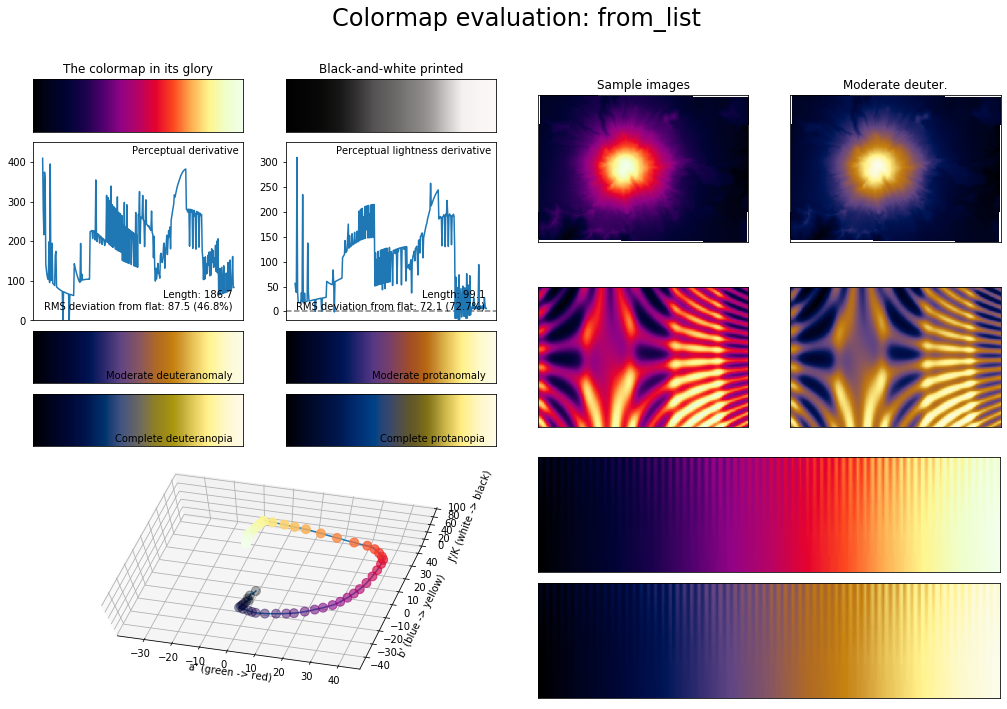 Colormap evaluation: from_list
The colormap in its glory
Black-and-white printed
Sample images
Moderate deuter.
Perceptual derivative
400
300
200
100
0
Length: 186.7
RMS deviation from flat: 87.5 (46.8%)
Perceptual lightness derivative
300
250
200
150
100
50
0
Length: 99.1
RMS deviation from flat: 72.1 (72.7%)
Moderate deuteranomaly
Moderate protanomaly
Complete deuteranopia
Complete protanopia
100
80
60
40
20
0
J'/K (white -> black)
40
30
20
10
0
−10
−20
−30
−40
b' (blue -> yellow)
−30
−20
−10
0
10
20
30
40
a' (green -> red)